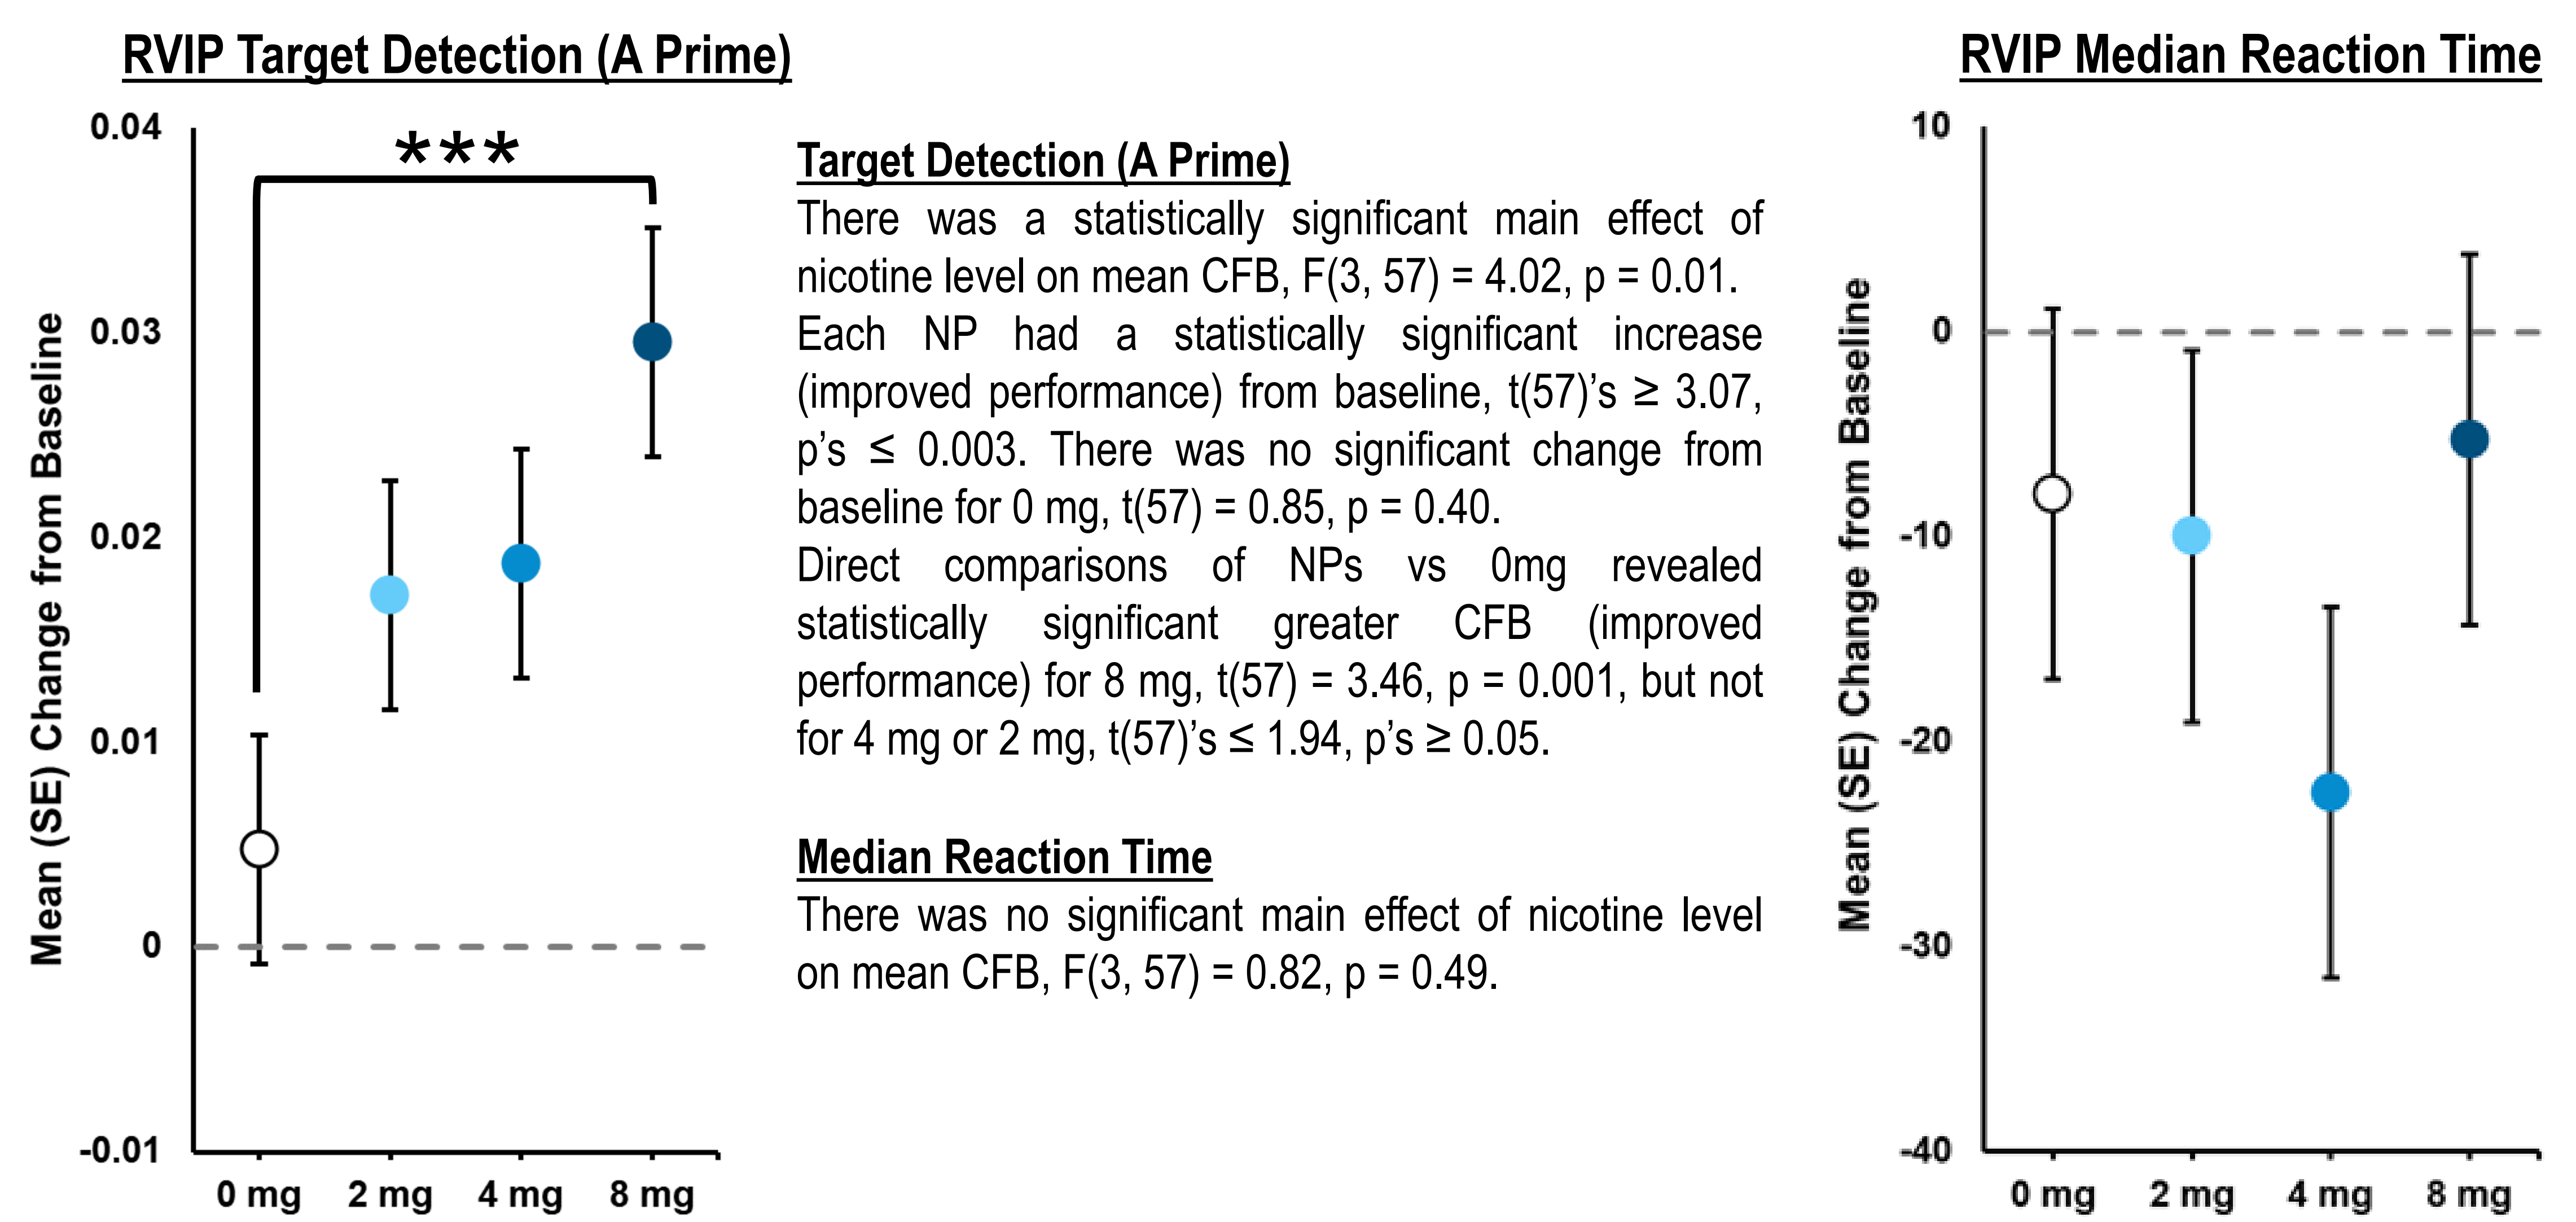 RVIP Target Detection (A Prime)
Mean (SE) Change from Baseline
0.04
0.03
0.02
0.01
0
-0.01
***
0 mg
2 mg
4 mg
8 mg
Target Detection (A Prime)
There was a statistically significant main effect of
nicotine level on mean CFB, F(3, 57) = 4.02, p = 0.01.
Each NP had a statistically significant increase
(improved performance) from baseline, t(57)’s ≥ 3.07,
p’s ≤ 0.003. There was no significant change from
baseline for 0 mg, t(57) = 0.85, p = 0.40.
Direct comparisons of NPs vs 0mg revealed
statistically significant greater CFB (improved
performance) for 8 mg, t(57) = 3.46, p = 0.001, but not
for 4 mg or 2 mg, t(57)’s ≤ 1.94, p’s ≥ 0.05.
Median Reaction Time
There was no significant main effect of nicotine level
on mean CFB, F(3, 57) = 0.82, p = 0.49.
RVIP Median Reaction Time
Mean (SE) Change from Baseline
10
0
-10
-20
-30
-40
0 mg
2 mg
4 mg
8 mg